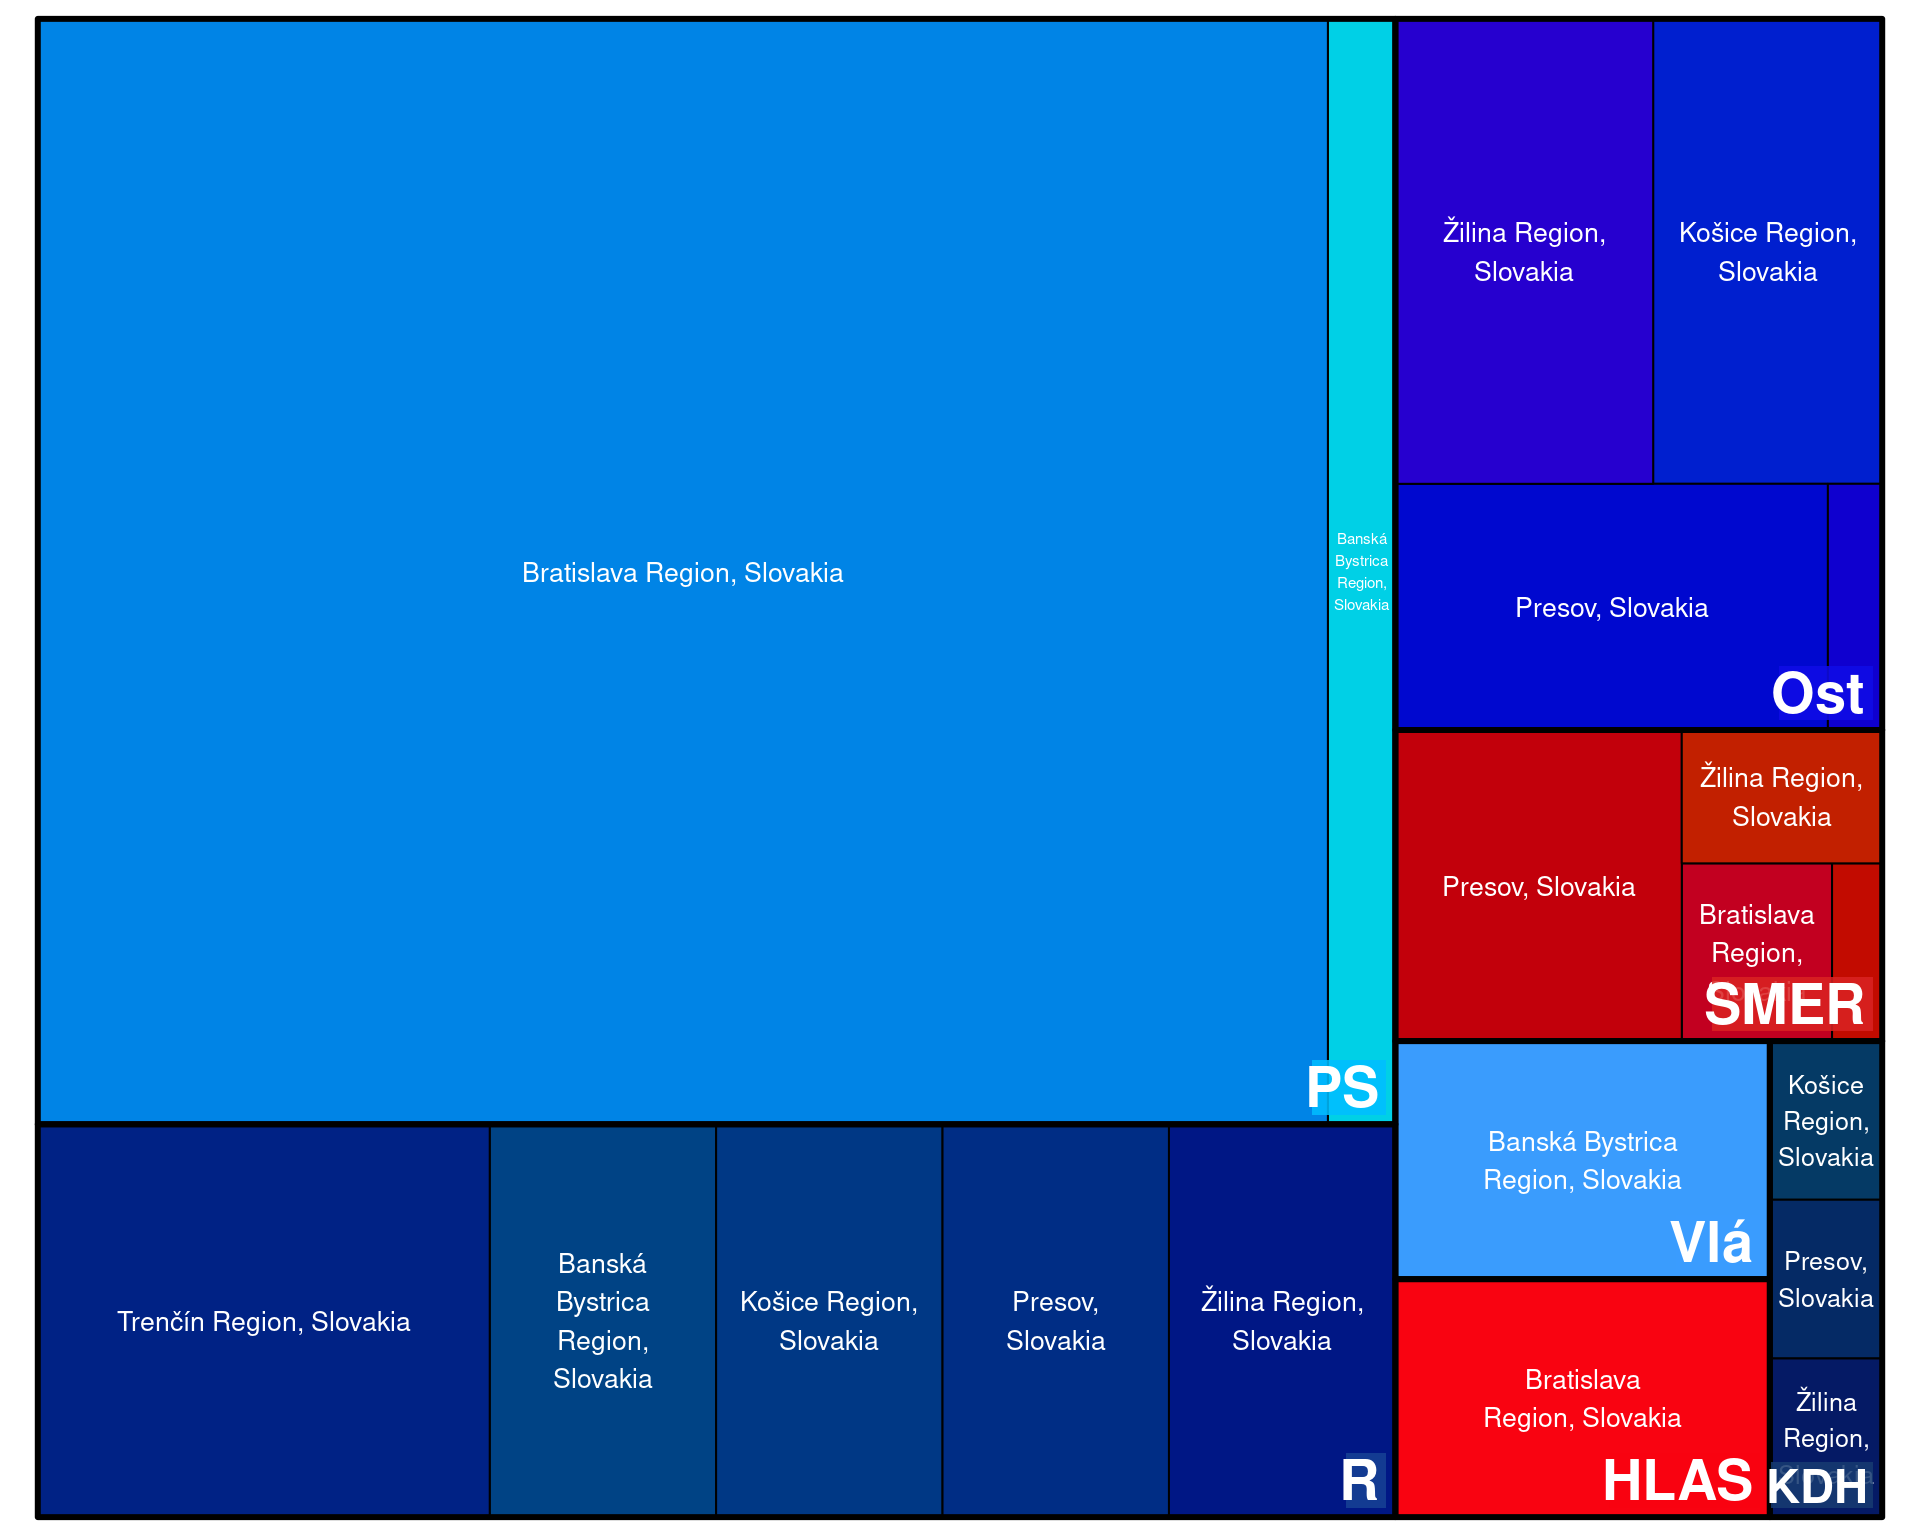 Bratislava Region, Slovakia
Banská
Bystrica
Region,
Slovakia
PS
Trenčín Region, Slovakia
Banská
Bystrica
Region,
Slovakia
Košice Region,
Slovakia
Presov,
Slovakia
Žilina Region,
Slovakia
R
Žilina Region,
Slovakia
Košice Region,
Slovakia
Presov, Slovakia
Ost
Presov, Slovakia
Žilina Region,
Slovakia
Bratislava
Region,
SMER
Banská Bystrica
Region, Slovakia
Vlá
Bratislava
Region, Slovakia
HLAS
Košice
Region,
Slovakia
Presov,
Slovakia
Žilina
Region,
KDH